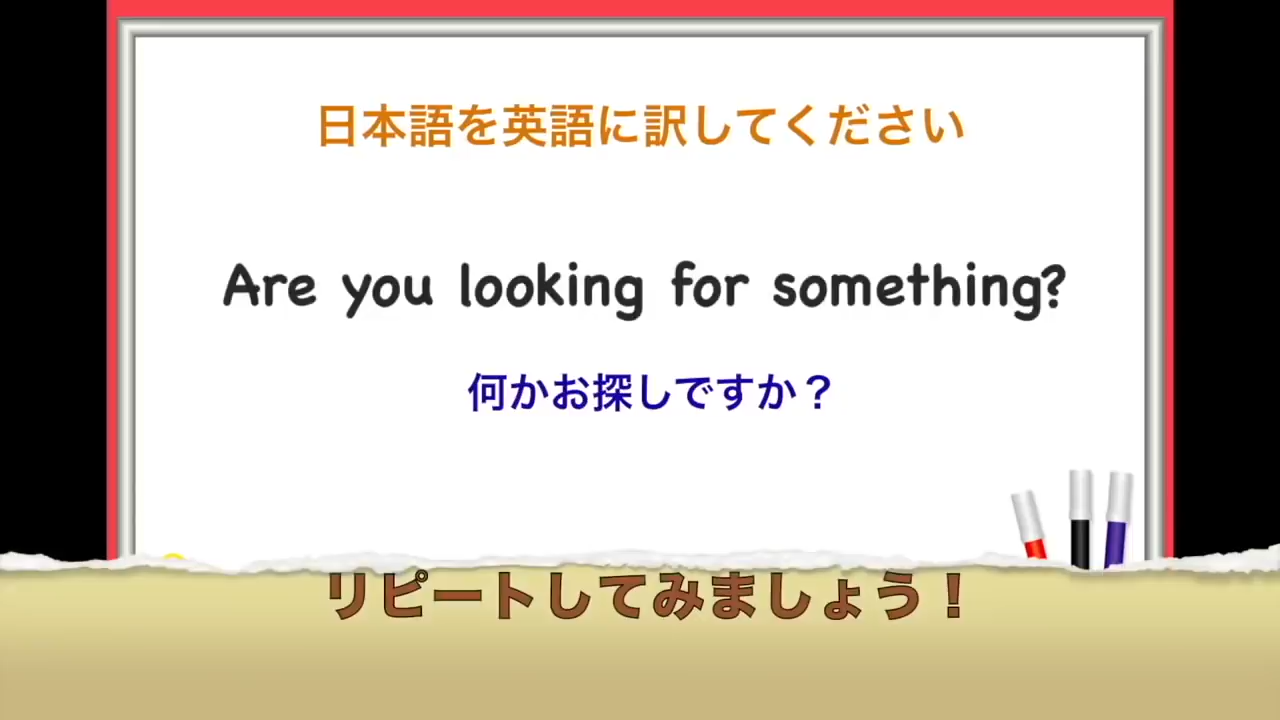 日本語を英語に訳してください
Are you looking for something?
何かお探しですか？
リピートしてみましょう！